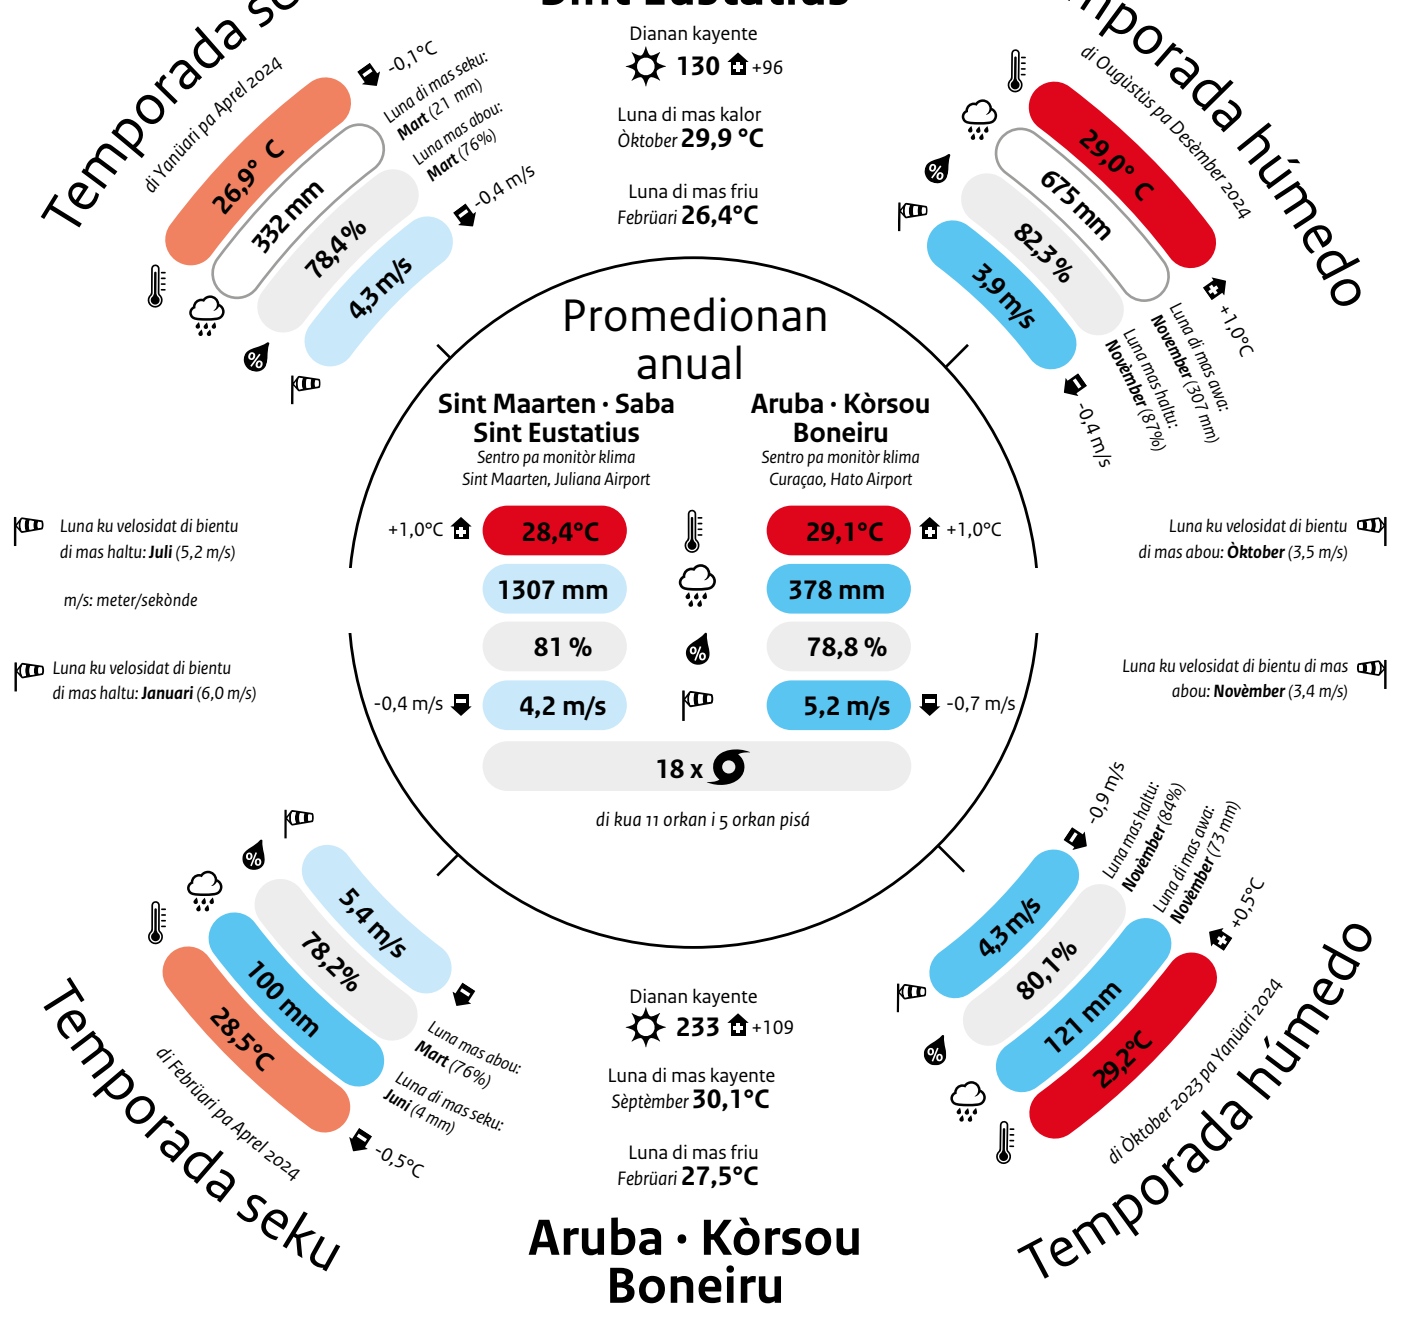 Sint Eustatius
Temporada se
di Yanüari pa Aprel 2024
26,9° C
-0,1°C
332 mm
Luna di mas seku:
Mart (21 mm)
78,4%
Luna mas abou:
Mart (76%)
4,3 m/s
-0,4 m/s
Dianan kayente
130 +96
Luna di mas kalor
Òktober 29,9 °C
Luna di mas friu
Febrüari 26,4°C
mporada húmedo
di Ougùstùs pa Desèmber 2024
29,0° C
+1,0°C
675 mm
Luna di mas awa:
November (307 mm)
82,3%
Luna mas haltu:
Novèmber (87%)
3,9 m/s
-0,4 m/s
Promedionan
anual
Sint Maarten · Saba
Sint Eustatius
Sentro pa monitòr klima
Sint Maarten, Juliana Airport
Aruba · Kòrsou
Boneiru
Sentro pa monitòr klima
Curaçao, Hato Airport
+1,0°C 28,4°C 29,1°C +1,0°C
1307 mm 378 mm
81 % % 78,8 %
-0,4 m/s 4,2 m/s 5,2 m/s -0,7 m/s
18 x
di kua 11 orkan i 5 orkan pisá
Luna ku velosidat di bientu
di mas haltu: Juli (5,2 m/s)
m/s: meter/sekònde
Luna ku velosidat di bientu
di mas haltu: Januari (6,0 m/s)
Luna ku velosidat di bientu
di mas abou: Òktober (3,5 m/s)
Luna ku velosidat di bientu di mas
abou: Novèmber (3,4 m/s)
5,4 m/s
78,2%
Luna mas abou:
Mart (76%)
100 mm
Luna di mas seku:
Juni (4 mm)
28,5°C
-0,5°C
di Febrüari pa Aprel 2024
Temporada seku
Dianan kayente
233 +109
Luna di mas kayente
Sèptèmber 30,1°C
Luna di mas friu
Febrüari 27,5°C
4,3 m/s
-0,9 m/s
80,1%
Luna mas haltu:
Novèmber (84%)
121 mm
Luna di mas awa:
Novèmber (73 mm)
29,2°C
+0,5°C
di Òktober 2023 pa Yanüari 2024
Temporada húmedo
Aruba · Kòrsou
Boneiru